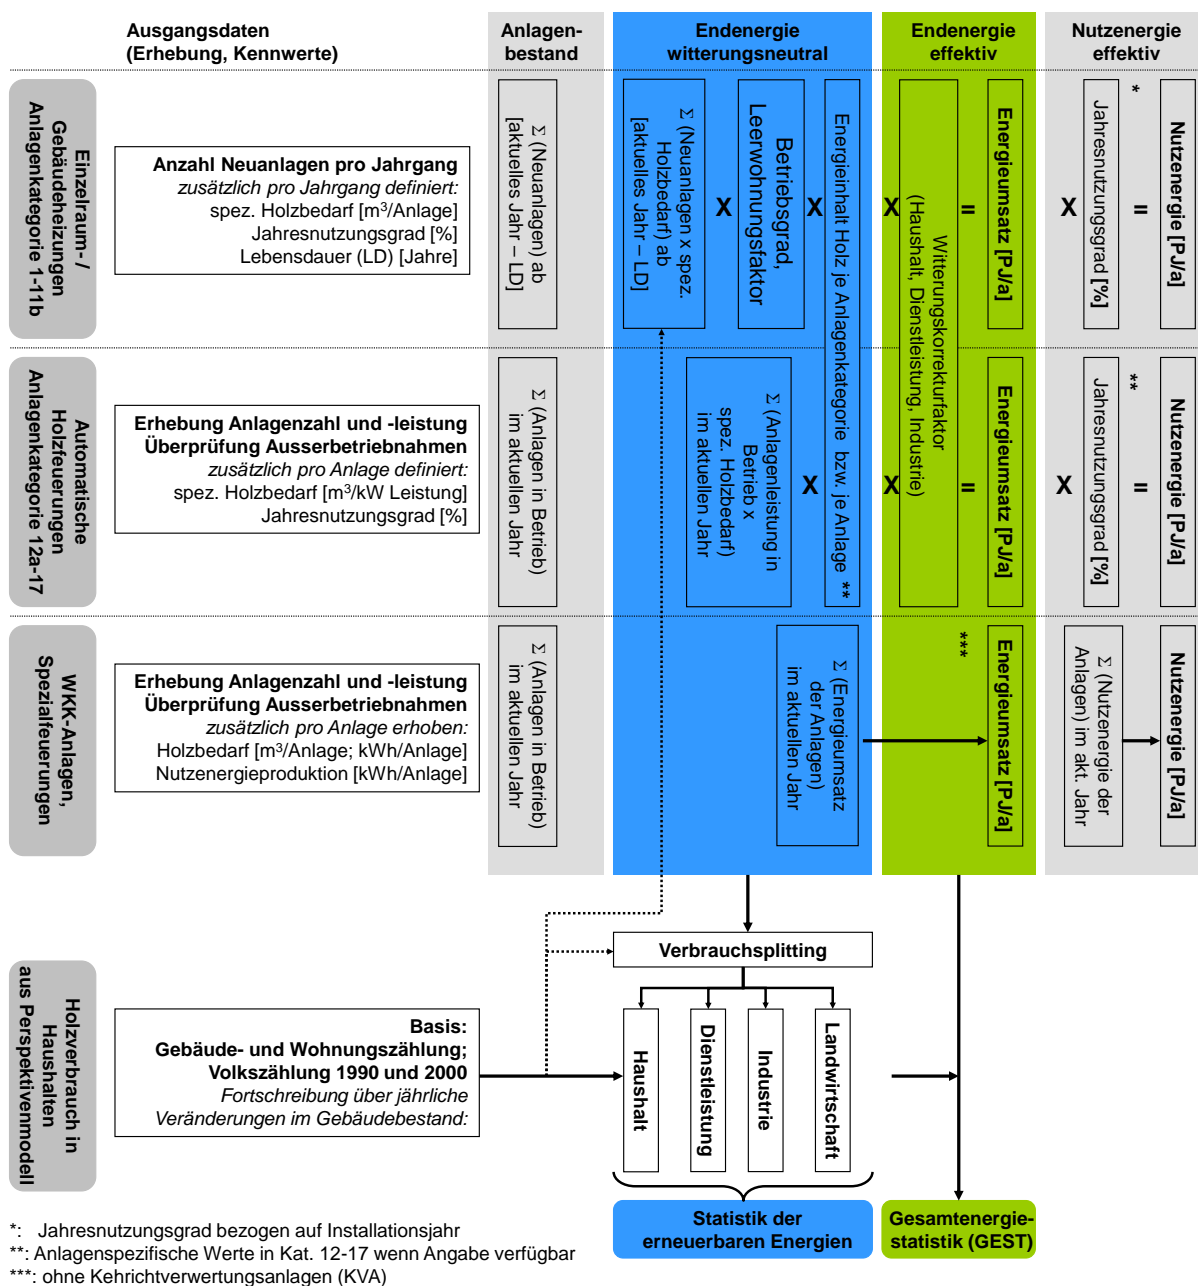 Ausgangsdaten
(Erhebung, Kennwerte)
Anlagen-
bestand
Endenergie
witterungsneutral
Endenergie
effektiv
Nutzenergie
effektiv
Einzelraum- /
Gebäudeheizungen
Anlagenkategorie 1-11b
Anzahl Neuanlagen pro Jahrgang
zusätzlich pro Jahrgang definiert:
spez. Holzbedarf [m³/Anlage]
Jahresnutzungsgrad [%]
Lebensdauer (LD) [Jahre]
Σ (Neuanlagen) ab
[aktuelles Jahr – LD]
Σ (Neuanlagen x spez.
Holzbedarf) ab
[aktuelles Jahr – LD]
X
Betriebsgrad,
Leerwohnungsfaktor
X
Energieinhalt Holz je Anlagenkategorie bzw. je Anlage **
X
Witterungskorrekturfaktor
(Haushalt, Dienstleistung, Industrie)
=
Energieumsatz [PJ/a]
X
*
Jahresnutzungsgrad [%]
=
Nutzenergie [PJ/a]
Automatische
Holzfeuerungen
Anlagenkategorie 12a-17
Erhebung Anlagenzahl und -leistung
Überprüfung Ausserbetriebnahmen
zusätzlich pro Anlage definiert:
spez. Holzbedarf [m³/kW Leistung]
Jahresnutzungsgrad [%]
Σ (Anlagen in Betrieb)
im aktuellen Jahr
Σ (Anlagenleistung in
Betrieb x
spez. Holzbedarf)
im aktuellen Jahr
X
X
=
Energieumsatz [PJ/a]
X
**
Jahresnutzungsgrad [%]
=
Nutzenergie [PJ/a]
WKK-Anlagen,
Spezialfeuerungen
Erhebung Anlagenzahl und -leistung
Überprüfung Ausserbetriebnahmen
zusätzlich pro Anlage erhoben:
Holzbedarf [m³/Anlage; kWh/Anlage]
Nutzenergieproduktion [kWh/Anlage]
Σ (Anlagen in Betrieb)
im aktuellen Jahr
Σ (Energieumsatz
der Anlagen)
im aktuellen Jahr
***
Energieumsatz [PJ/a]
Σ (Nutzenergie der
Anlagen) im akt. Jahr
Nutzenergie [PJ/a]
Verbrauchsplitting
Holzverbrauch in
Haushalten
aus Perspektivenmodell
Basis:
Gebäude- und Wohnungszählung;
Volkszählung 1990 und 2000
Fortschreibung über jährliche
Veränderungen im Gebäudebestand:
Haushalt
Dienstleistung
Industrie
Landwirtschaft
Statistik der
erneuerbaren Energien
Gesamtenergie-
statistik (GEST)
*: Jahresnutzungsgrad bezogen auf Installationsjahr
**: Anlagenspezifische Werte in Kat. 12-17 wenn Angabe verfügbar
***: ohne Kehrichtverwertungsanlagen (KVA)